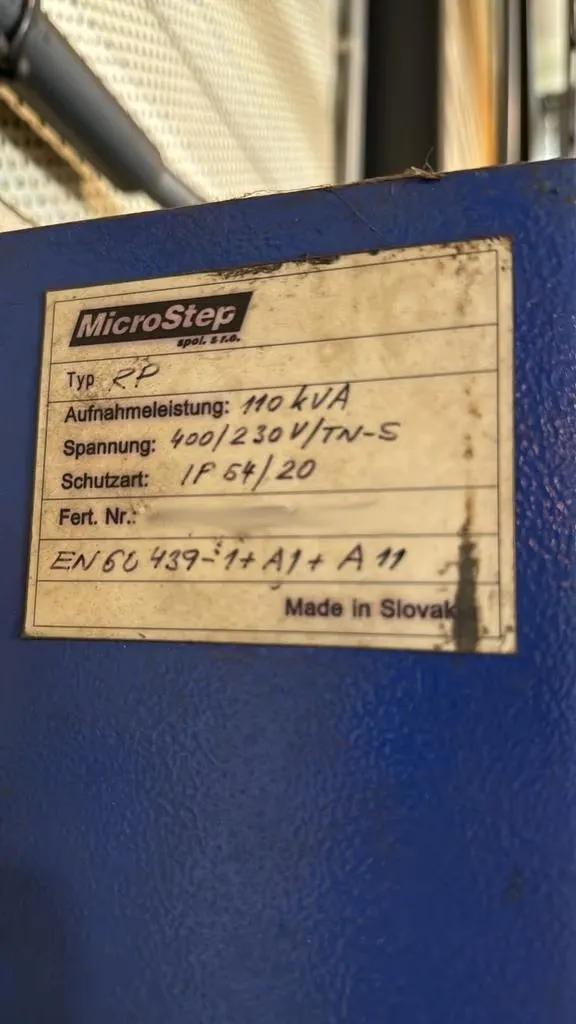 MicroStep
spol. s r.o.
Typ RP
Aufnahmeleistung: 110 kVA
Spannung: 400/230V/TN-S
Schutzart: IP 54/20
Fert. Nr.:
EN 60 439-1+A1+A11
Made in